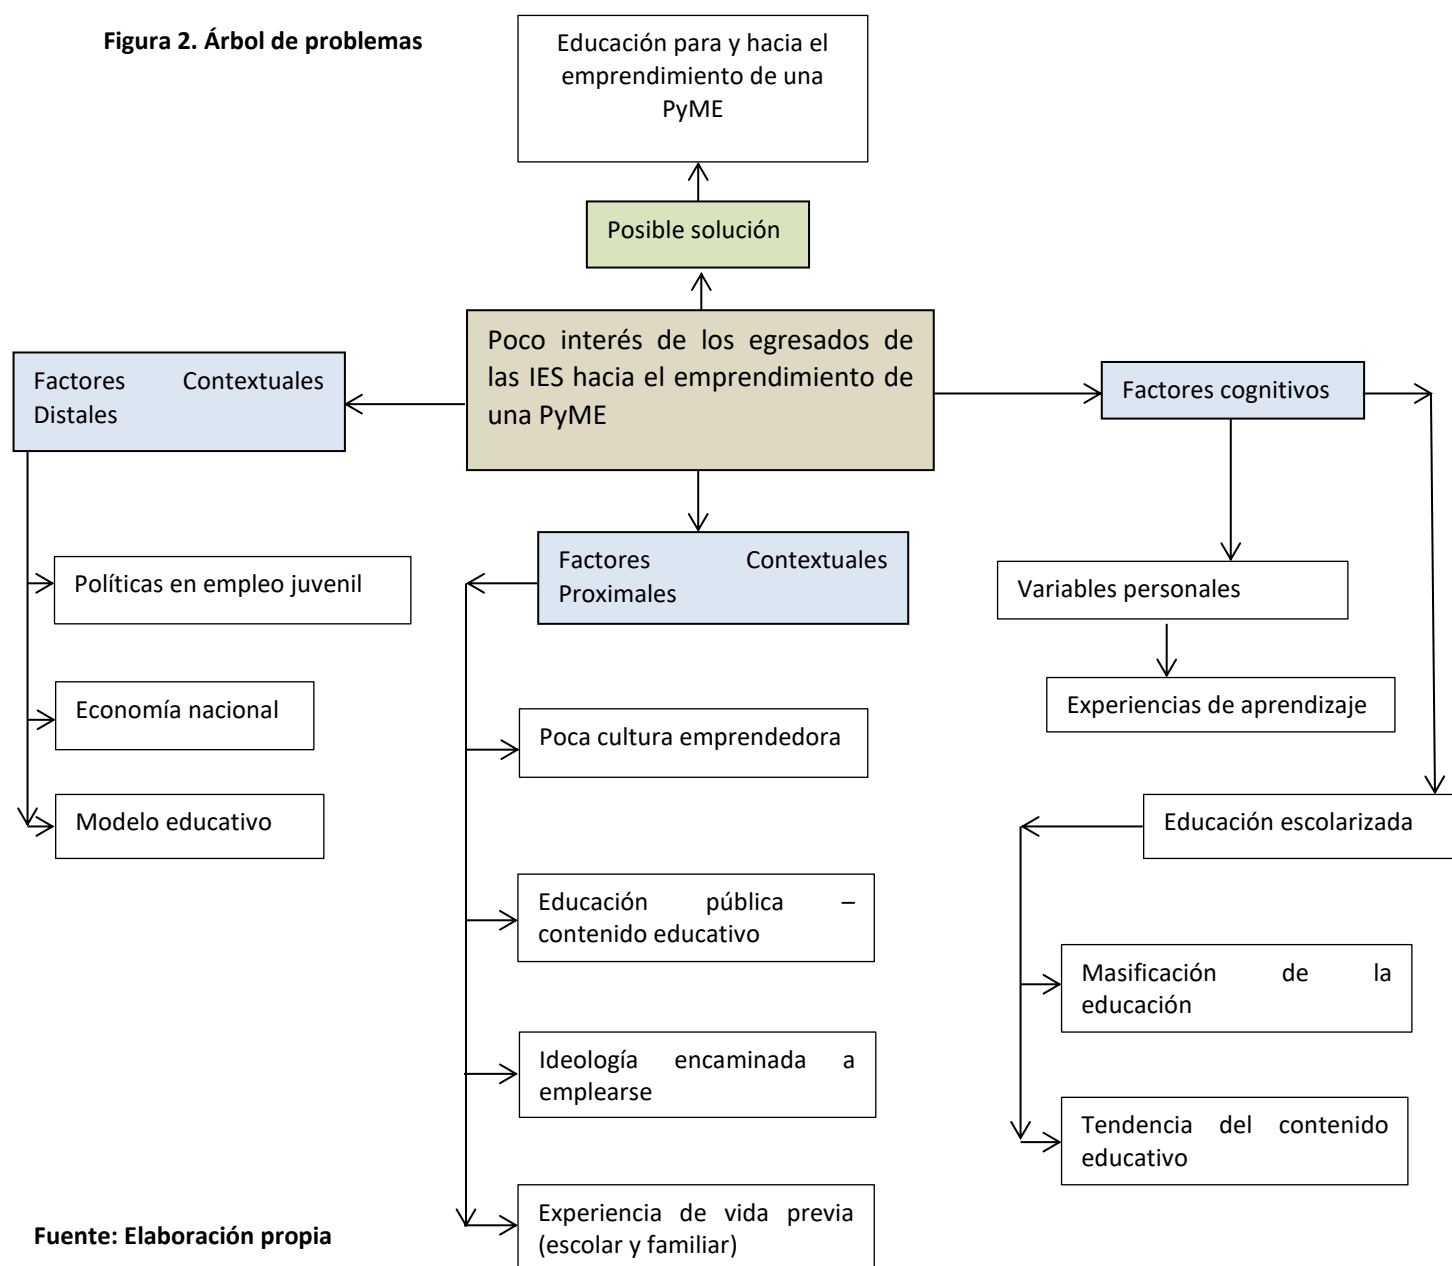 Figura 2. Árbol de problemas
Educación para y hacia el
emprendimiento de una
PyME
Posible solución
Poco interés de los egresados de
las IES hacia el emprendimiento de
una PyME
Factores Contextuales
Distales
Políticas en empleo juvenil
Economía nacional
Modelo educativo
Factores Contextuales
Proximales
Poca cultura emprendedora
Educación pública –
contenido educativo
Ideología encaminada a
emplearse
Experiencia de vida previa
(escolar y familiar)
Factores cognitivos
Variables personales
Experiencias de aprendizaje
Educación escolarizada
Masificación de la
educación
Tendencia del contenido
educativo
Fuente: Elaboración propia